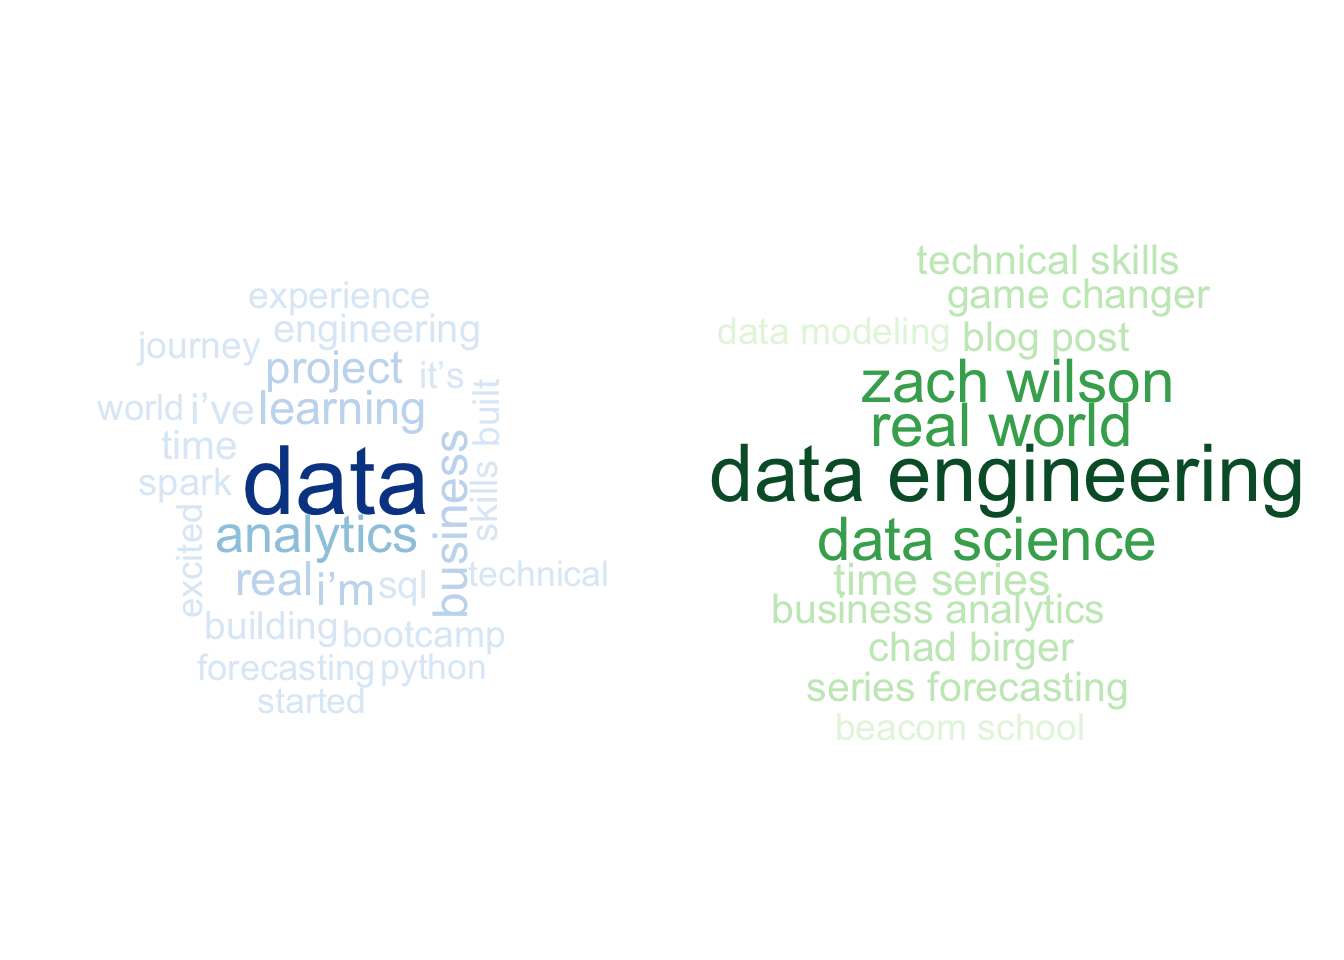 experience
engineering
journey
project
it’s
world
i’ve
learning
built
time
data
business
spark
skills
analytics
excited
real
i’m
sql
technical
building
bootcamp
forecasting
python
started
technical skills
game changer
data modeling
blog post
zach wilson
real world
data engineering
data science
time series
business analytics
chad birger
series forecasting
beacom school